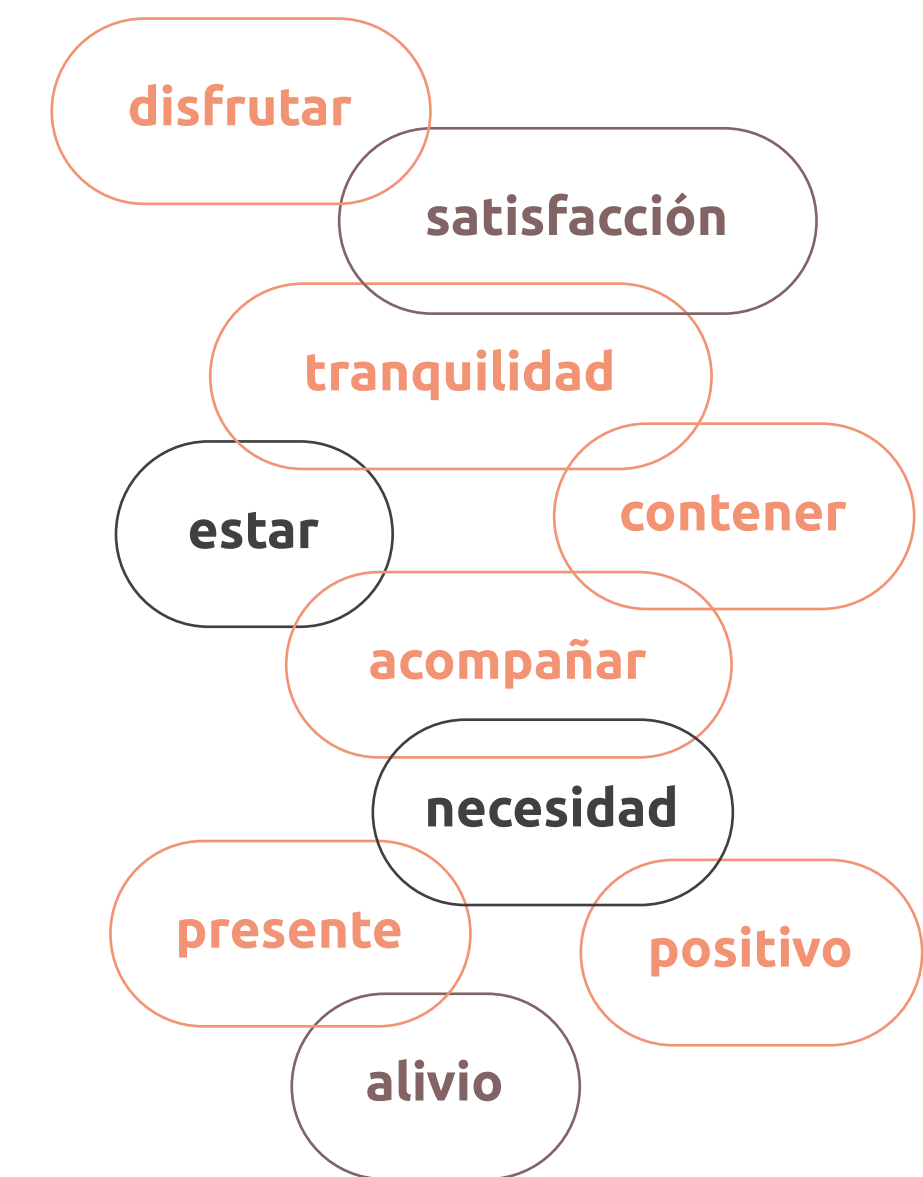 disfrutar
satisfacción
tranquilidad
contener
estar
acompañar
necesidad
presente
positivo
alivio